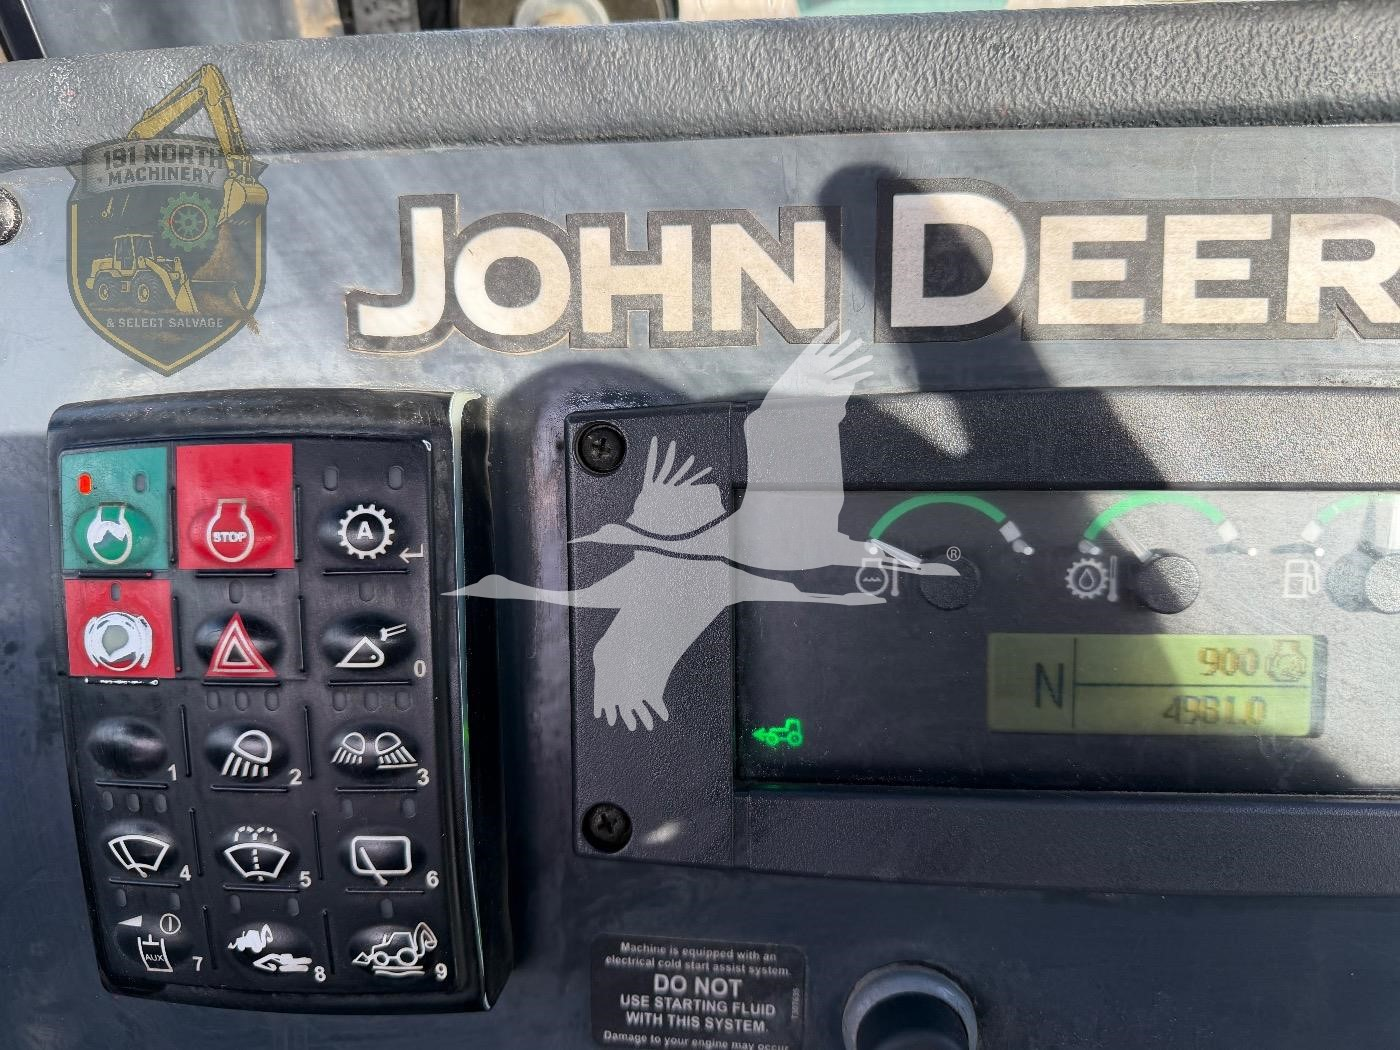 191 NORTH
MACHINERY
& SELECT SALVAGE
JOHN DEER
STOP
A
0
1
2
3
4
5
6
AUX
7
8
9
®
900
N
4981.0
Machine is equipped with an
electrical cold start assist system.
DO NOT
USE STARTING FLUID
WITH THIS SYSTEM.
Damage to your engine may occur